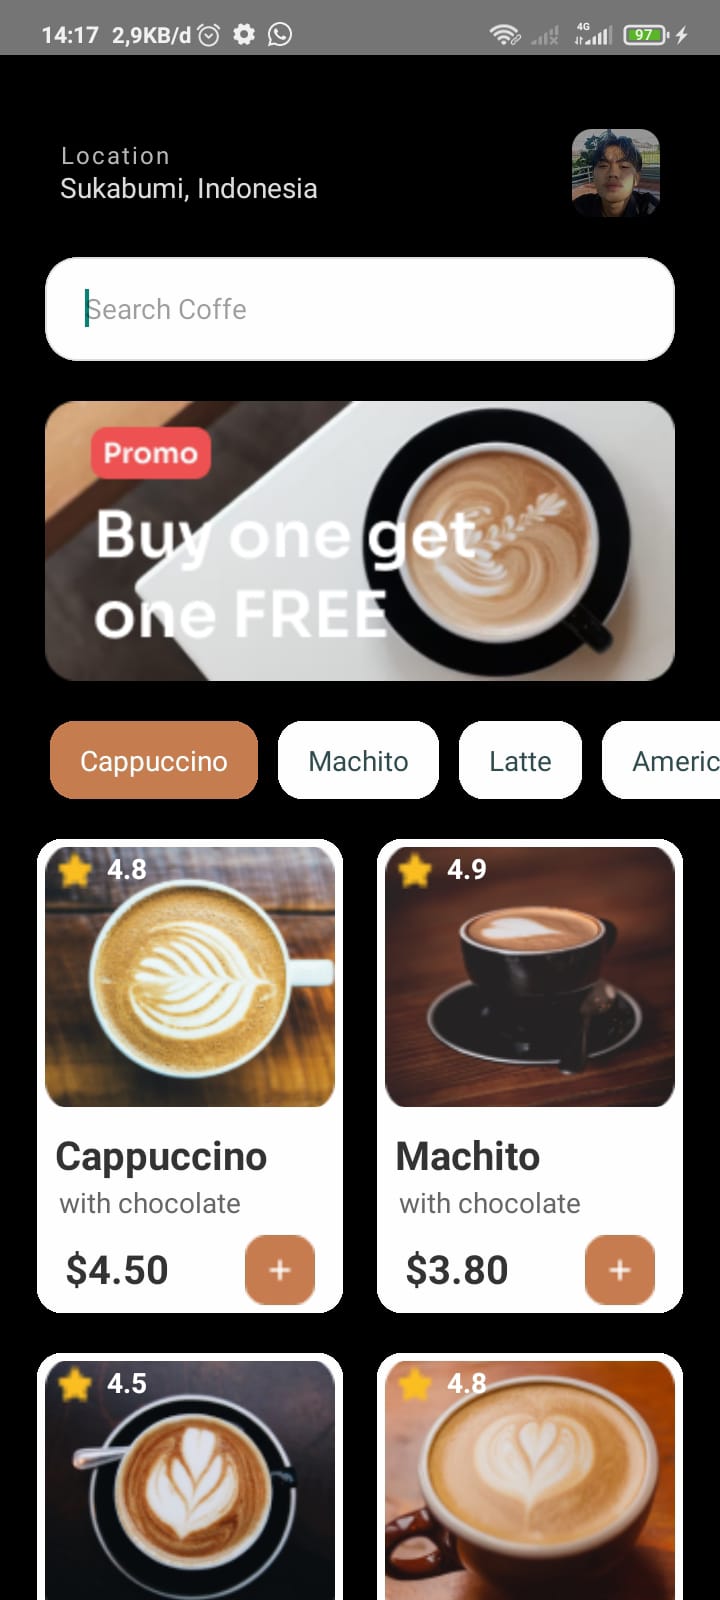 14:17 2,9KB/d 4G 97
Location
Sukabumi, Indonesia
Search Coffe
Promo
Buy one get
one FREE
Cappuccino Machito Latte Americ
4.8 4.9
Cappuccino Machito
with chocolate with chocolate
$4.50 + $3.80 +
4.5 4.8